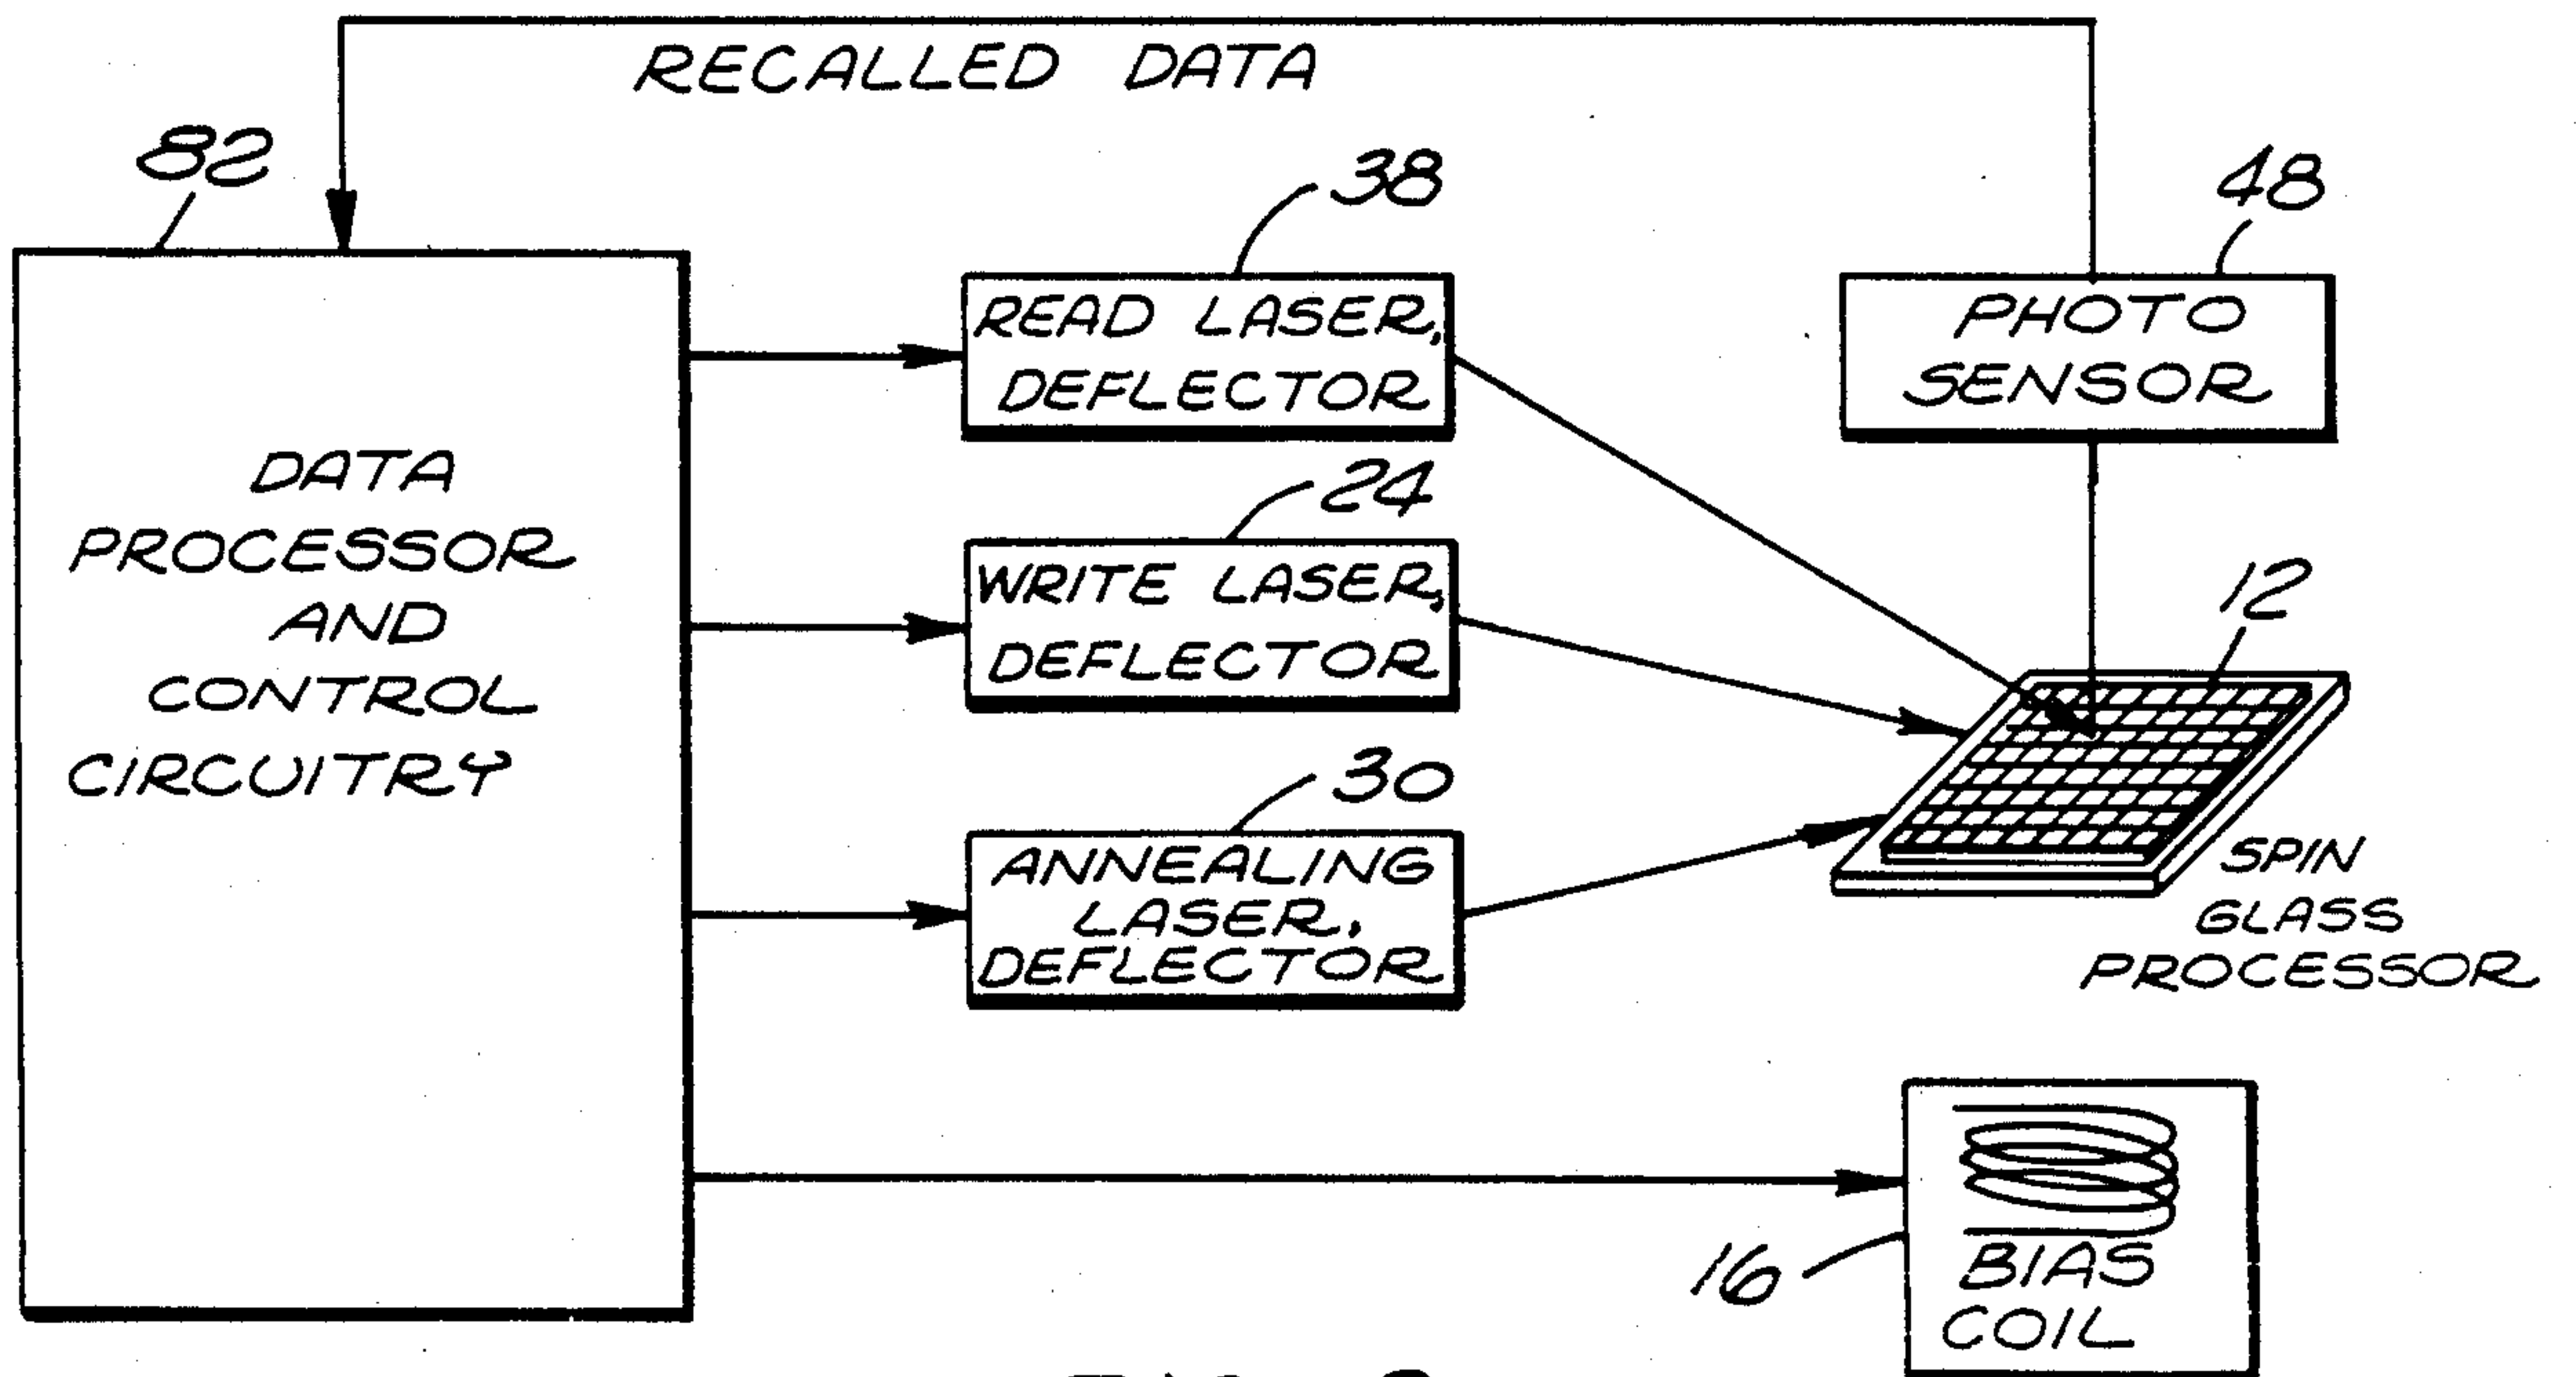 RECALLED DATA
82
38
48
READ LASER,
DEFLECTOR
PHOTO
SENSOR
DATA
PROCESSOR
AND
CONTROL
CIRCUITRY
24
WRITE LASER,
DEFLECTOR
12
30
ANNEALING
LASER,
DEFLECTOR
SPIN
GLASS
PROCESSOR
16
BIAS
COIL